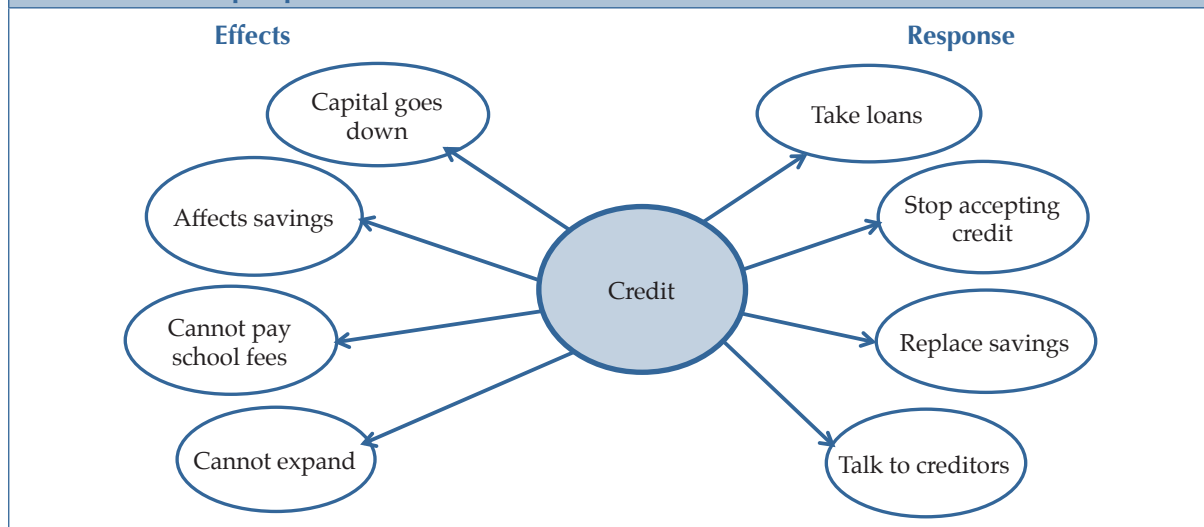 Effects
Response
Capital goes
down
Take loans
Affects savings
Stop accepting
credit
Credit
Cannot pay
school fees
Replace savings
Cannot expand
Talk to creditors